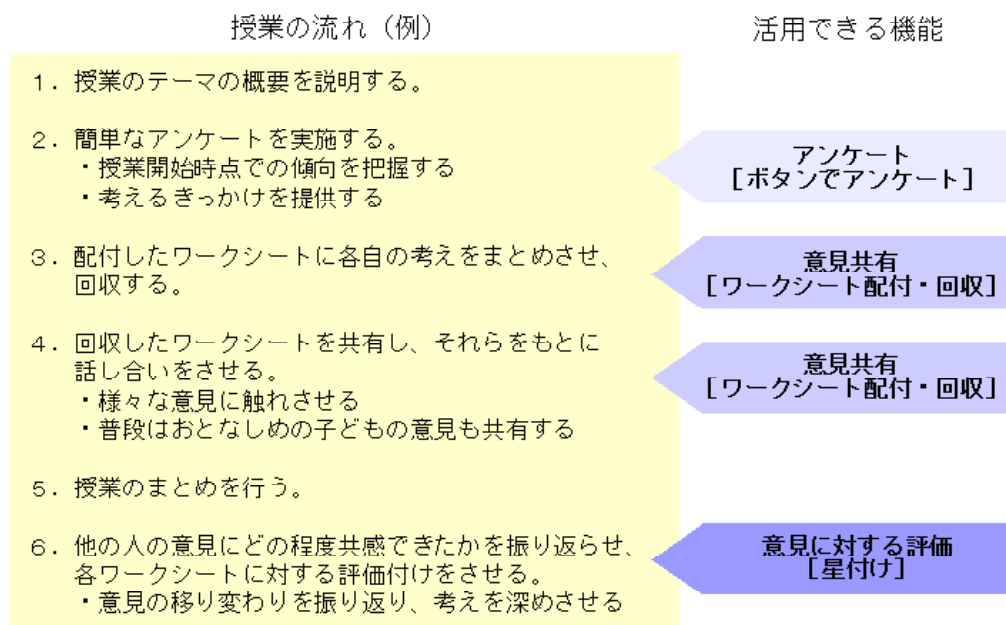 授業の流れ（例）
活用できる機能
１．授業のテーマの概要を説明する。
２．簡単なアンケートを実施する。
・授業開始時点での傾向を把握する
・考えるきっかけを提供する
アンケート
［ボタンでアンケート］
３．配付したワークシートに各自の考えをまとめさせ、
回収する。
意見共有
［ワークシート配付・回収］
４．回収したワークシートを共有し、それらをもとに
話し合いをさせる。
・様々な意見に触れさせる
・普段はおとなしめの子どもの意見も共有する
意見共有
［ワークシート配付・回収］
５．授業のまとめを行う。
６．他の人の意見にどの程度共感できたかを振り返らせ、
各ワークシートに対する評価付けをさせる。
・意見の移り変わりを振り返り、考えを深めさせる
意見に対する評価
［星付け］